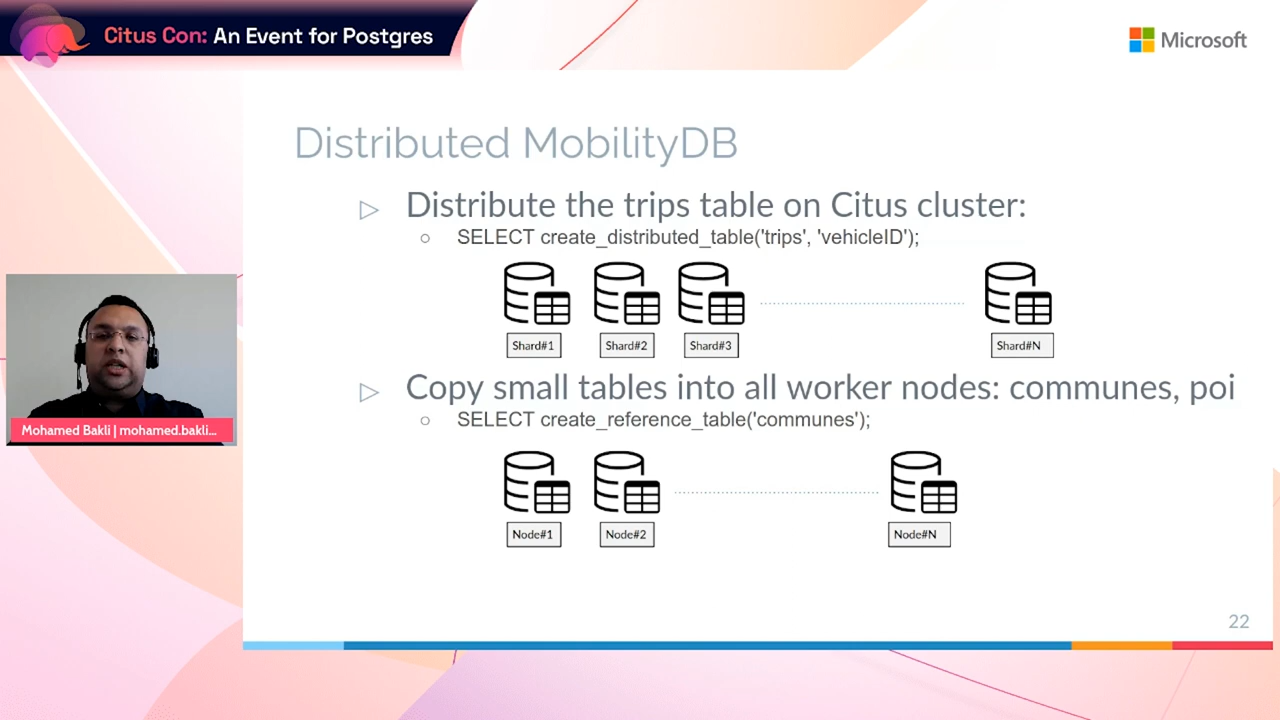 Citus Con: An Event for Postgres
Microsoft
Distributed MobilityDB
▷ Distribute the trips table on Citus cluster:
○ SELECT create_distributed_table('trips', 'vehicleID');
Shard#1 Shard#2 Shard#3 Shard#N
▷ Copy small tables into all worker nodes: communes, poi
○ SELECT create_reference_table('communes');
Node#1 Node#2 Node#N
Mohamed Bakli | mohamed.bakli...
22